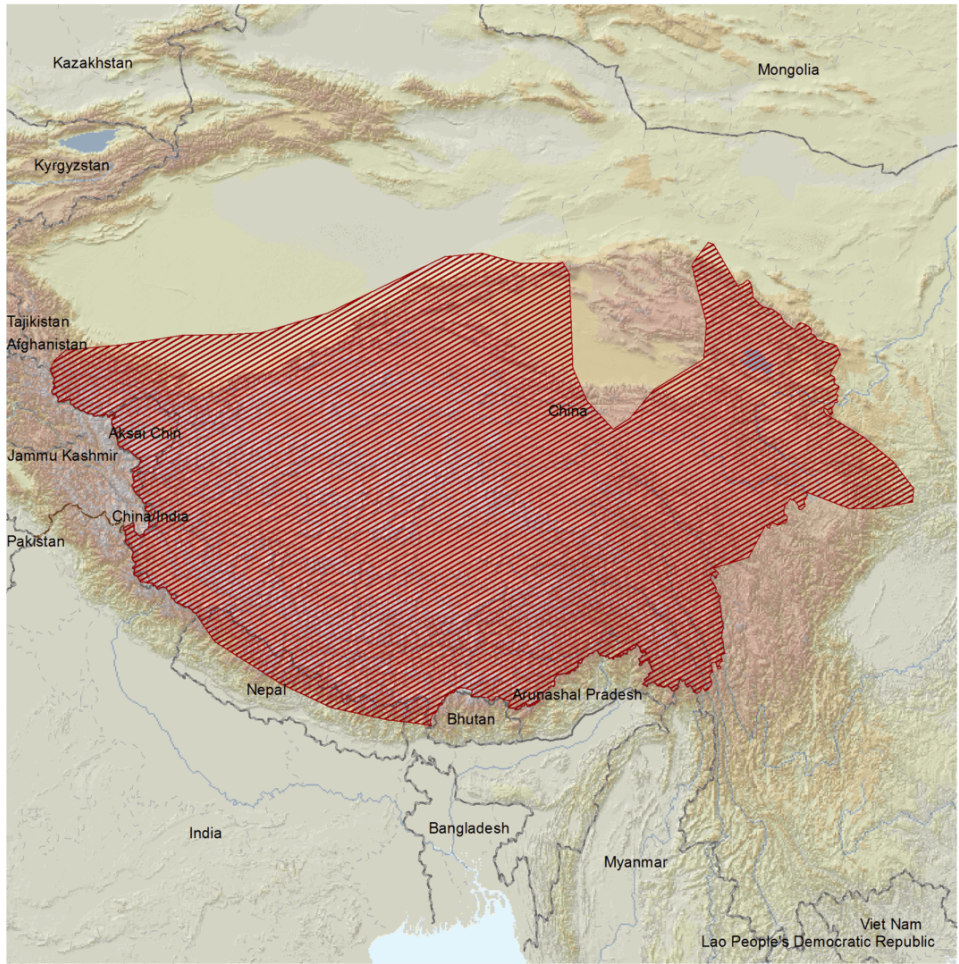 Kazakhstan
Mongolia
Kyrgyzstan
Tajikistan
Afghanistan
China
Aksai Chin
Jammu Kashmir
China/India
Pakistan
Nepal
Arunashal Pradesh
Bhutan
India
Bangladesh
Myanmar
Viet Nam
Lao People's Democratic Republic